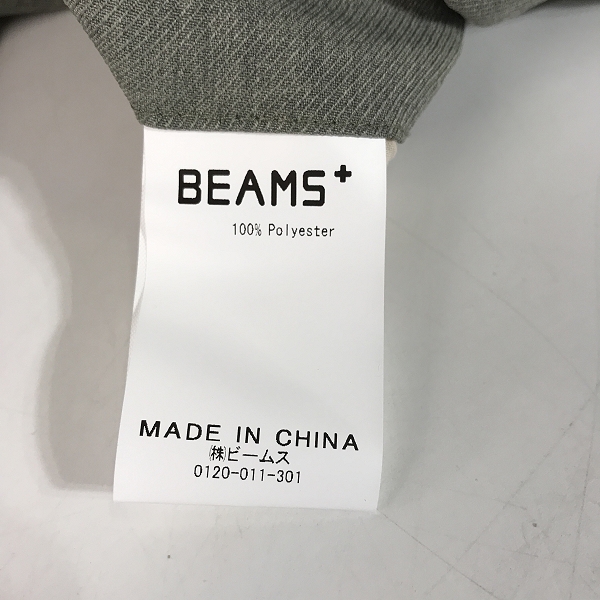 BEAMS+
100% Polyester
MADE IN CHINA
㈱ビームス
0120-011-301